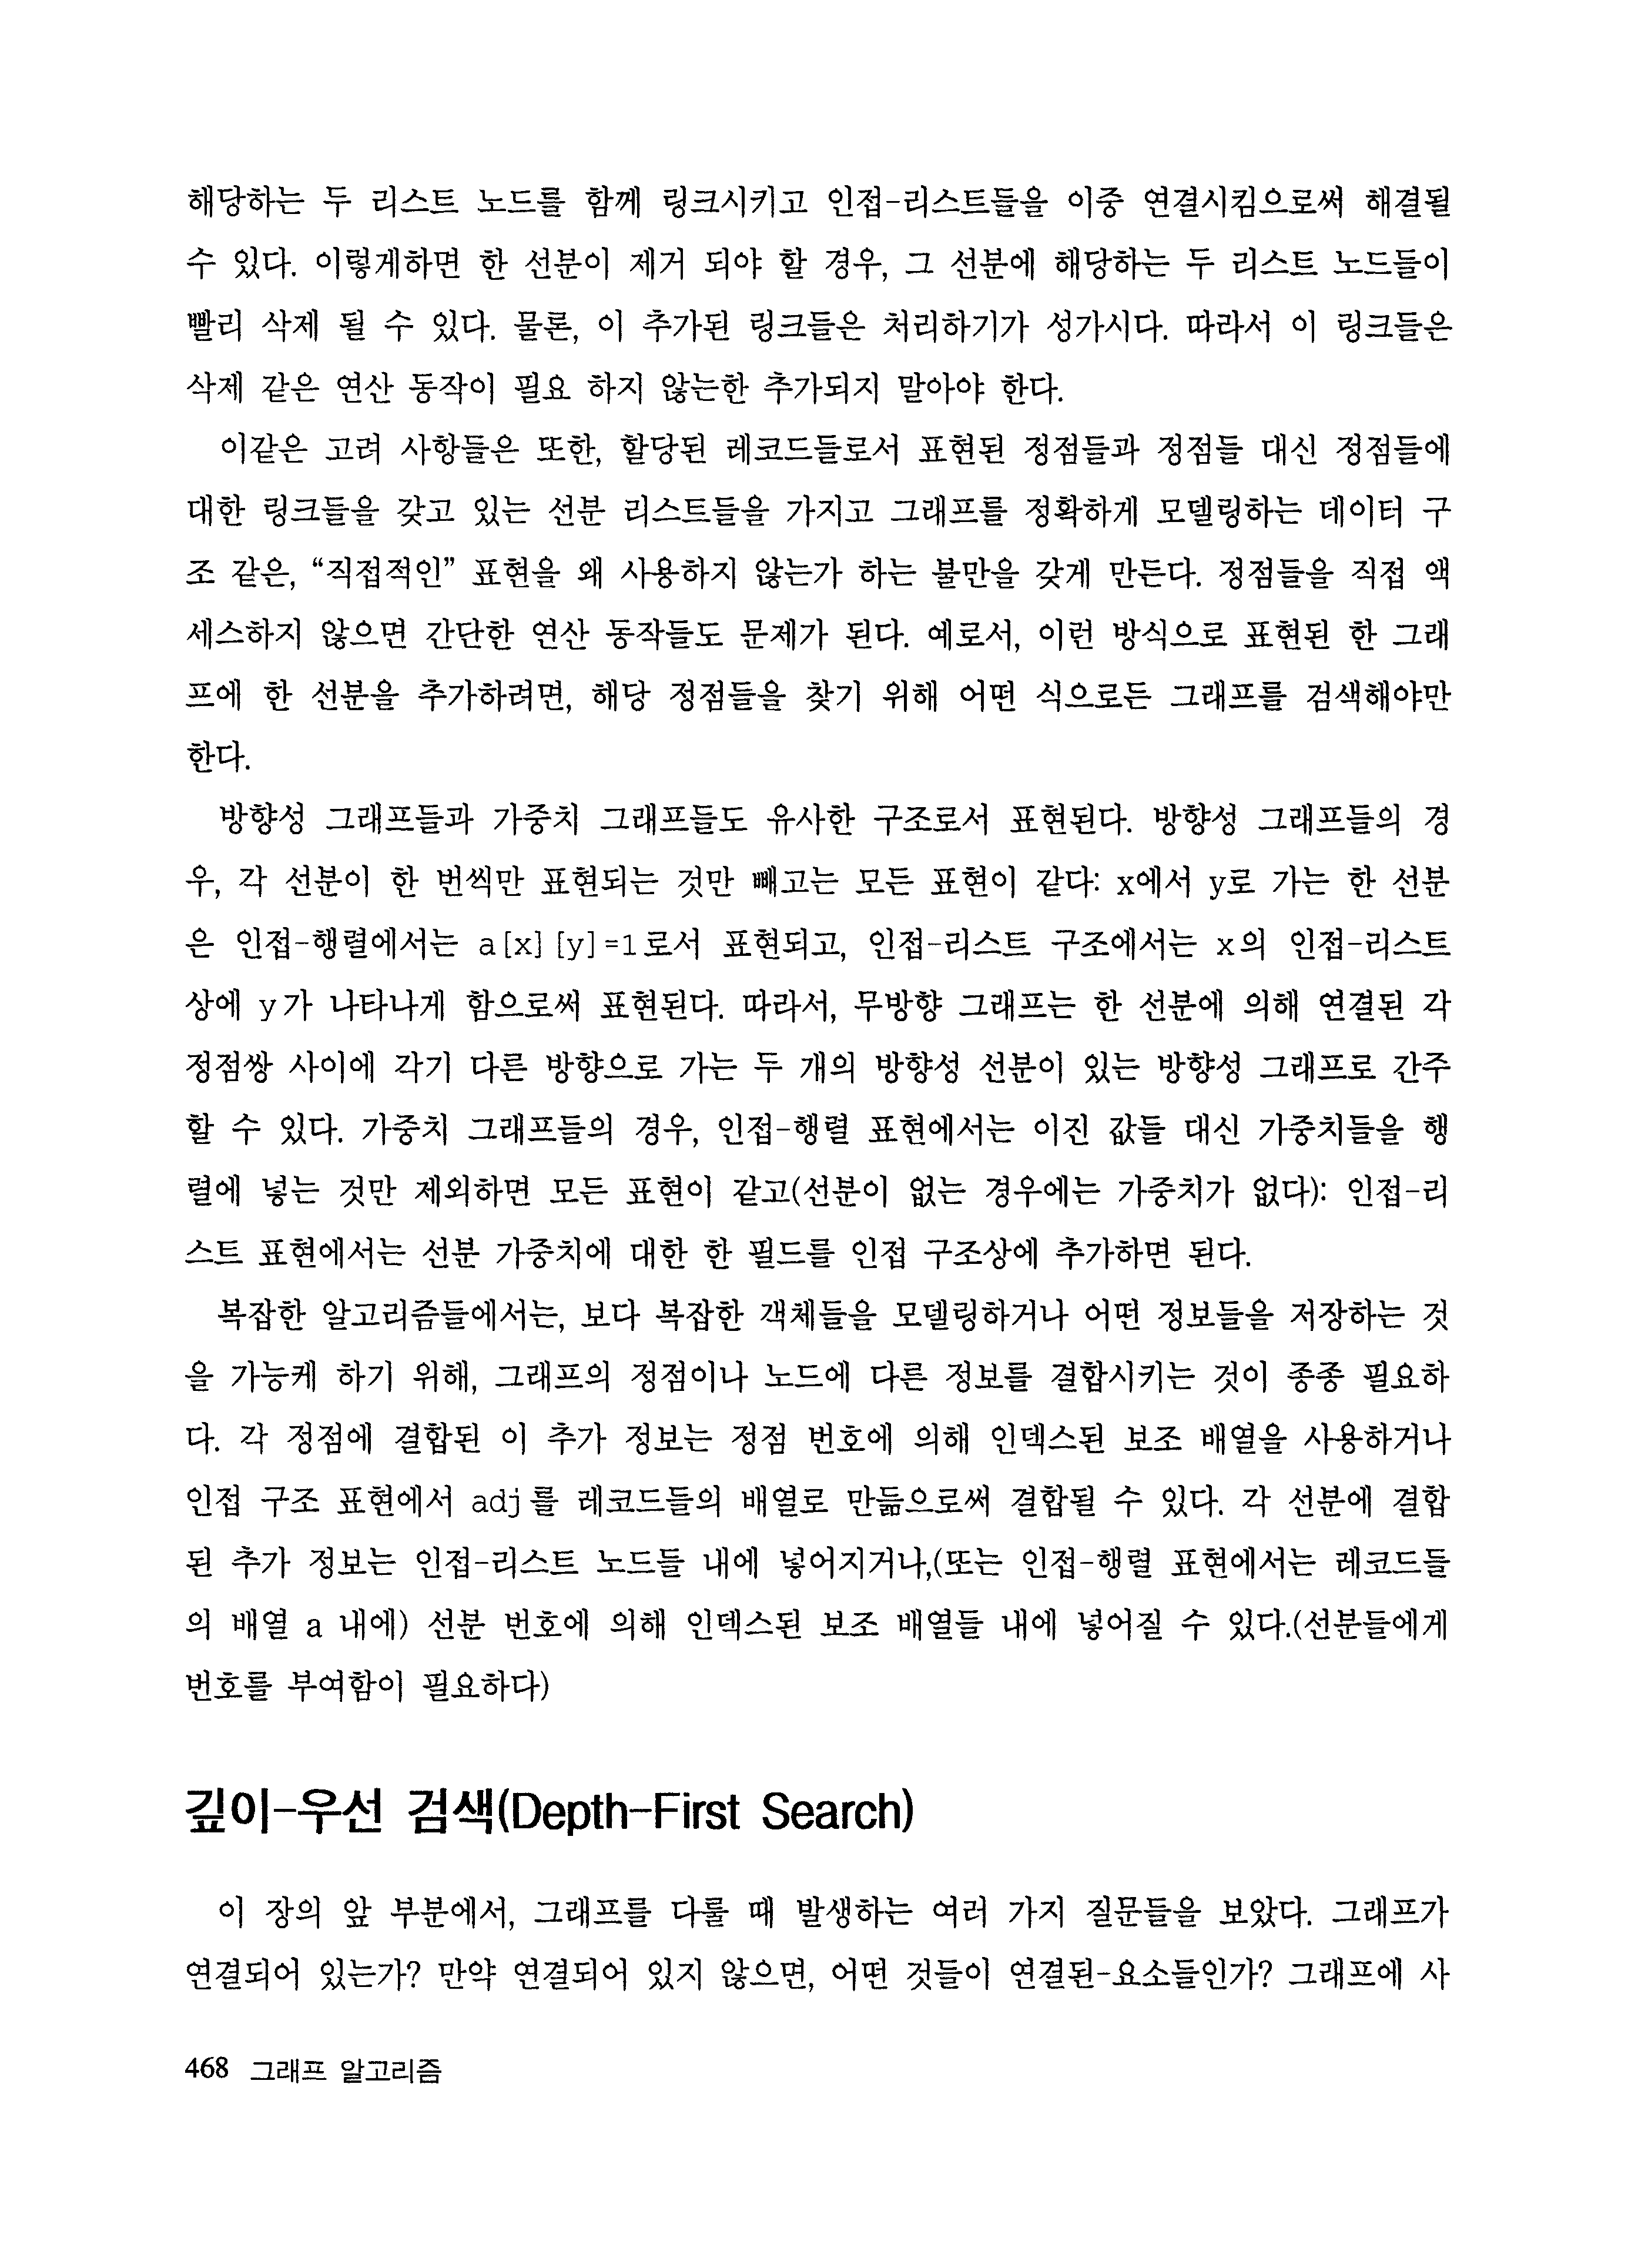 해당하는 두 리스트 노드를 함께 링크시키고 인접-리스트들을 이중 연결시킴으로써 해결될
수 있다. 이렇게하면 한 선분이 제거 되야 할 경우, 그 선분에 해당하는 두 리스트 노드들이
빨리 삭제 될 수 있다. 물론, 이 추가된 링크들은 처리하기가 성가시다. 따라서 이 링크들은
삭제 같은 연산 동작이 필요 하지 않는한 추가되지 말아야 한다.
이같은 고려 사항들은 또한, 할당된 레코드들로서 표현된 정점들과 정점들 대신 정점들에
대한 링크들을 갖고 있는 선분 리스트들을 가지고 그래프를 정확하게 모델링하는 데이터 구
조 같은, “직접적인” 표현을 왜 사용하지 않는가 하는 불만을 갖게 만든다. 정점들을 직접 액
세스하지 않으면 간단한 연산 동작들도 문제가 된다. 예로서, 이런 방식으로 표현된 한 그래
프에 한 선분을 추가하려면, 해당 정점들을 찾기 위해 어떤 식으로든 그래프를 검색해야만
한다.
방향성 그래프들과 가중치 그래프들도 유사한 구조로서 표현된다. 방향성 그래프들의 경
우, 각 선분이 한 번씩만 표현되는 것만 빼고는 모든 표현이 같다: x에서 y로 가는 한 선분
은 인접-행렬에서는 a[x][y]=1로서 표현되고, 인접-리스트 구조에서는 x의 인접-리스트
상에 y가 나타나게 함으로써 표현된다. 따라서, 무방향 그래프는 한 선분에 의해 연결된 각
정점쌍 사이에 각기 다른 방향으로 가는 두 개의 방향성 선분이 있는 방향성 그래프로 간주
할 수 있다. 가중치 그래프들의 경우, 인접-행렬 표현에서는 이진 값들 대신 가중치들을 행
렬에 넣는 것만 제외하면 모든 표현이 같고(선분이 없는 경우에는 가중치가 없다): 인접-리
스트 표현에서는 선분 가중치에 대한 한 필드를 인접 구조상에 추가하면 된다.
복잡한 알고리즘들에서는, 보다 복잡한 객체들을 모델링하거나 어떤 정보들을 저장하는 것
을 가능케 하기 위해, 그래프의 정점이나 노드에 다른 정보를 결합시키는 것이 종종 필요하
다. 각 정점에 결합된 이 추가 정보는 정점 번호에 의해 인덱스된 보조 배열을 사용하거나
인접 구조 표현에서 adj를 레코드들의 배열로 만듦으로써 결합될 수 있다. 각 선분에 결합
된 추가 정보는 인접-리스트 노드들 내에 넣어지거나,(또는 인접-행렬 표현에서는 레코드들
의 배열 a 내에) 선분 번호에 의해 인덱스된 보조 배열들 내에 넣어질 수 있다.(선분들에게
번호를 부여함이 필요하다)
깊이-우선 검색(Depth-First Search)
이 장의 앞 부분에서, 그래프를 다룰 때 발생하는 여러 가지 질문들을 보았다. 그래프가
연결되어 있는가? 만약 연결되어 있지 않으면, 어떤 것들이 연결된-요소들인가? 그래프에 사
468 그래프 알고리즘